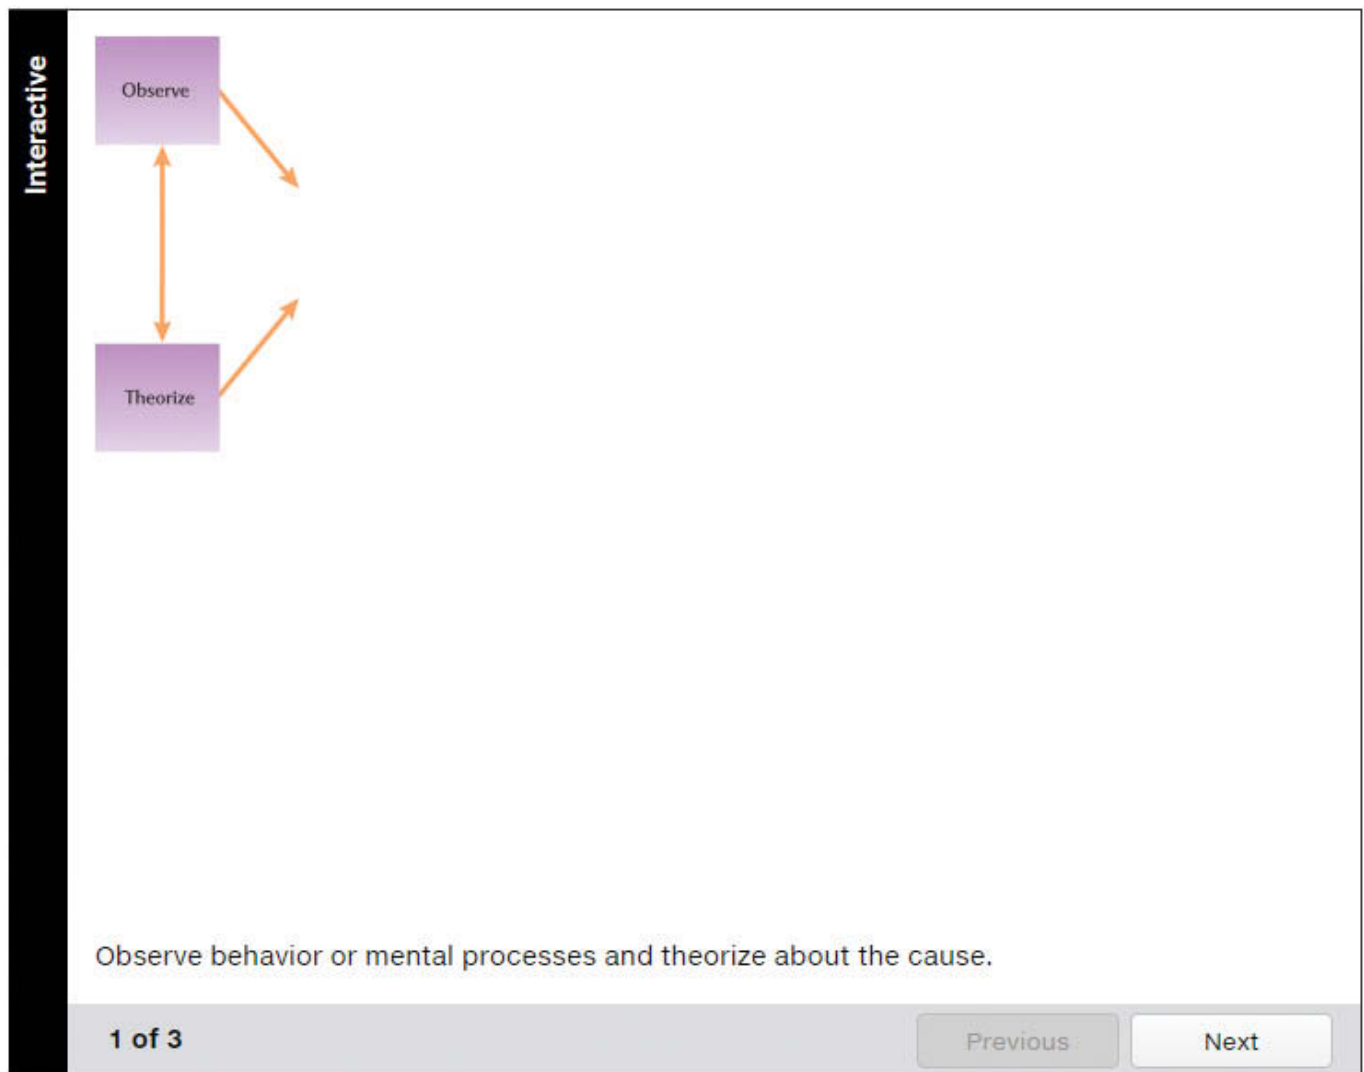 Interactive
Observe
Theorize
Observe behavior or mental processes and theorize about the cause.
1 of 3
Previous
Next